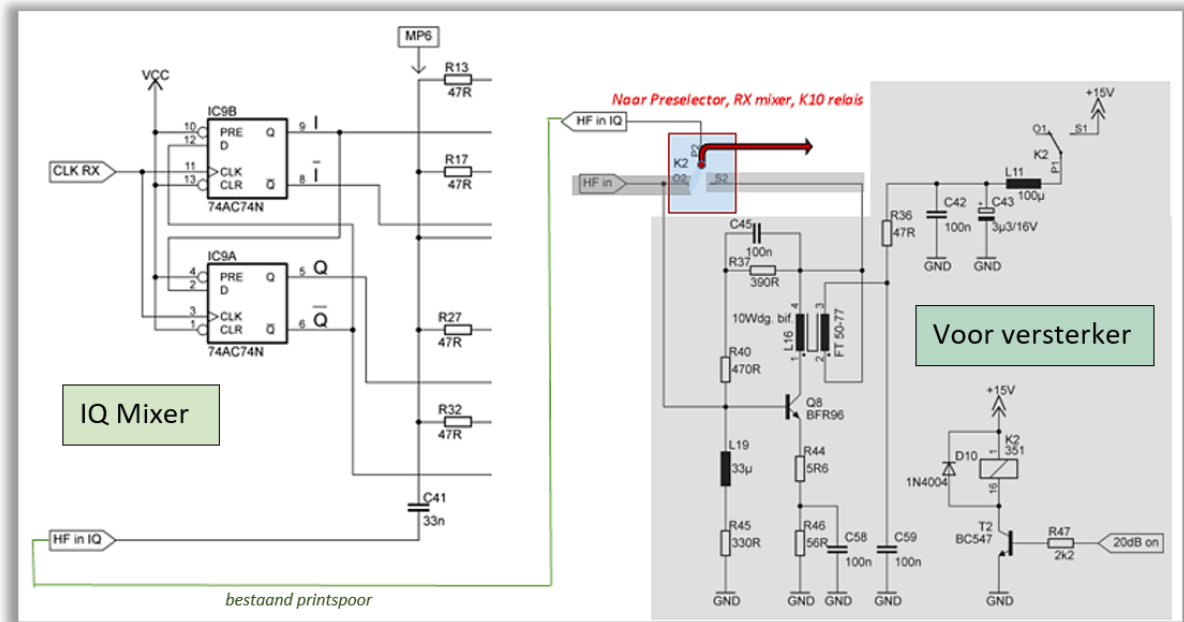 MP6
R13
47R
VCC
IC9B
10 PRE Q 9 I
12 D
CLK RX
11 CLK
13 CLR Q 8 I
74AC74N
R17
47R
IC9A
4 PRE Q 5 Q
2 D
3 CLK
1 CLR Q 6 Q
74AC74N
R27
47R
IQ Mixer
R32
47R
C41
33n
HF in IQ
bestaand printspoor
Naar Preselector, RX mixer, K10 relais
HF in IQ
P2
K2
HF in
O2
S2
+15V
O1
S1
K2
P1
L11
100µ
C42
100n
C43
+
3µ3/16V
R36
47R
GND
GND
C45
100n
R37
390R
10Wdg. bif.
4
3
L16
FT 50-77
1
2
R40
470R
Q8
BFR96
Voor versterker
L19
33µ
R44
5R6
R45
330R
R46
56R
C58
100n
C59
100n
GND
GND
GND
GND
+15V
D10
1N4004
1
K2
351
16
T2
BC547
R47
2k2
20dB on
GND